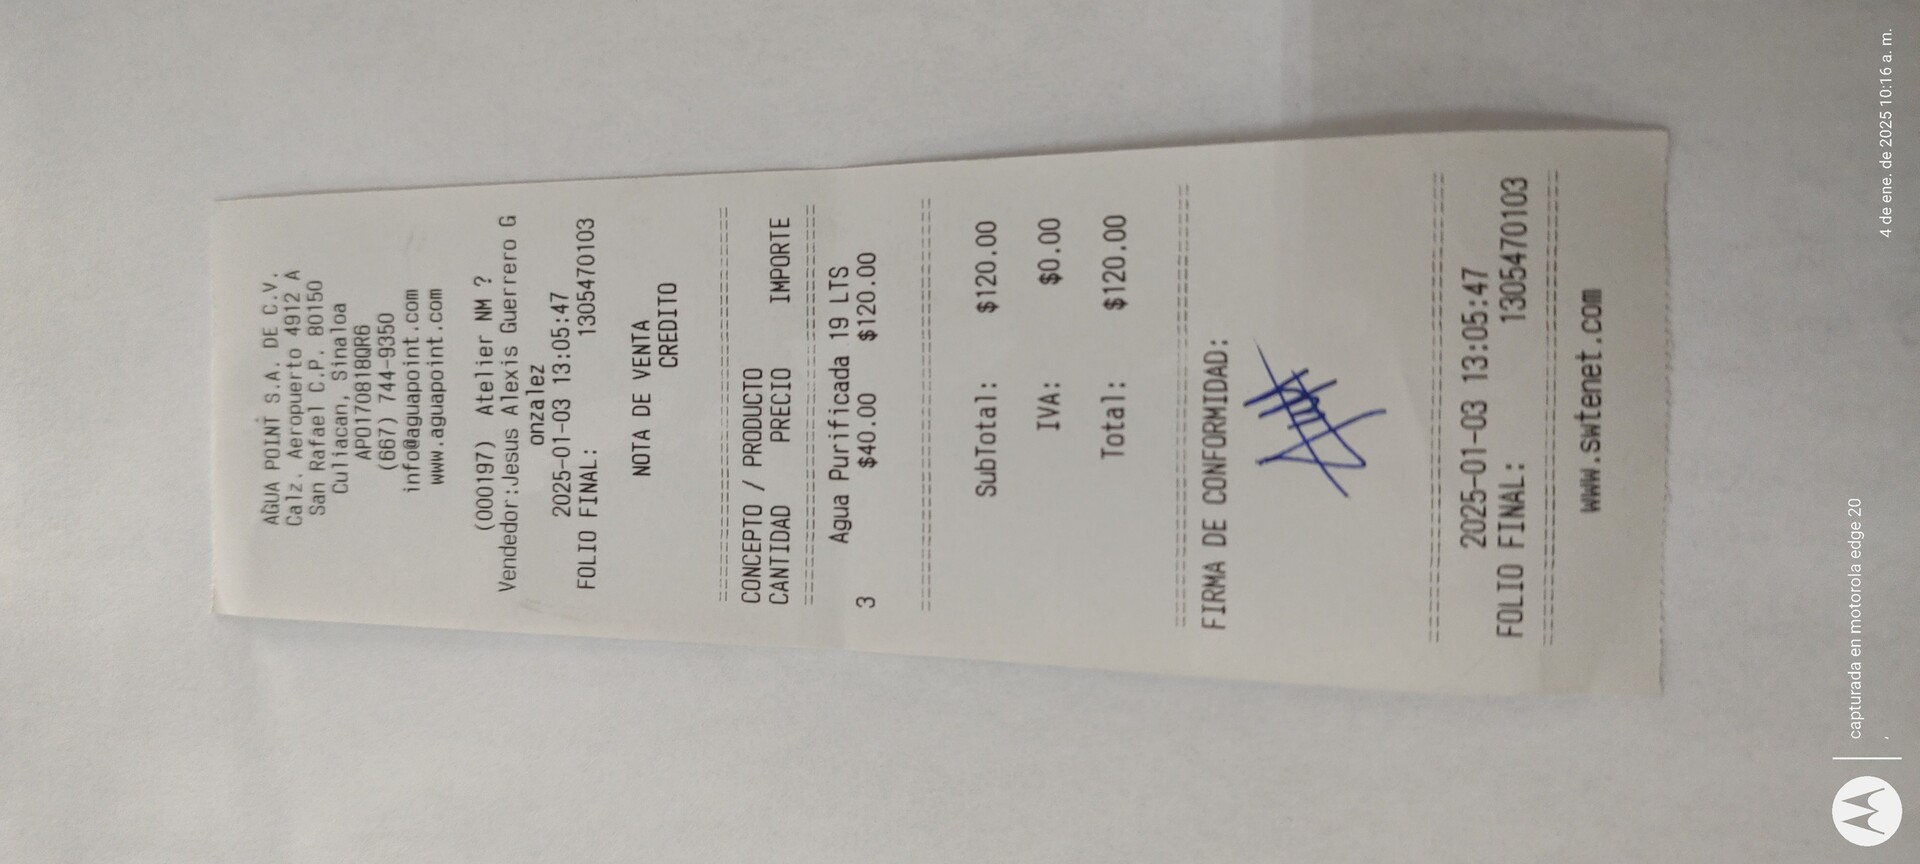 AGUA POINT S.A. DE C.V.
Calz. Aeropuerto 4912 A
San Rafael C.P. 80150
Culiacan, Sinaloa
APO170818QR6
(667) 744-9350
info@aguapoint.com
www.aguapoint.com
(000197) Atelier NM ?
Vendedor:Jesus Alexis Guerrero G
onzalez
2025-01-03 13:05:47
FOLIO FINAL: 1305470103
NOTA DE VENTA
CREDITO
================================
CONCEPTO / PRODUCTO
CANTIDAD PRECIO IMPORTE
================================
Agua Purificada 19 LTS
3 $40.00 $120.00
================================
SubTotal: $120.00
IVA: $0.00
Total: $120.00
================================
FIRMA DE CONFORMIDAD:
================================
2025-01-03 13:05:47
FOLIO FINAL: 1305470103
================================
www.swtenet.com
capturada en motorola edge 20
4 de ene. de 2025 10:16 a. m.